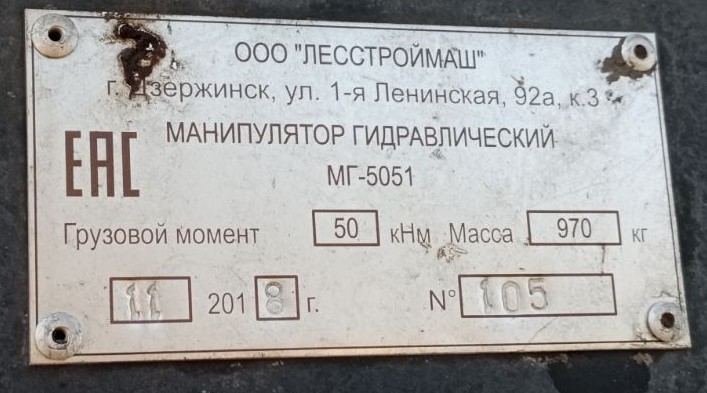 ООО "ЛЕССТРОЙМАШ"
г. Дзержинск, ул. 1-я Ленинская, 92а, к.3
EAC
МАНИПУЛЯТОР ГИДРАВЛИЧЕСКИЙ
МГ-5051
Грузовой момент 50 кНм Масса 970 кг
11 2018 г. № 105